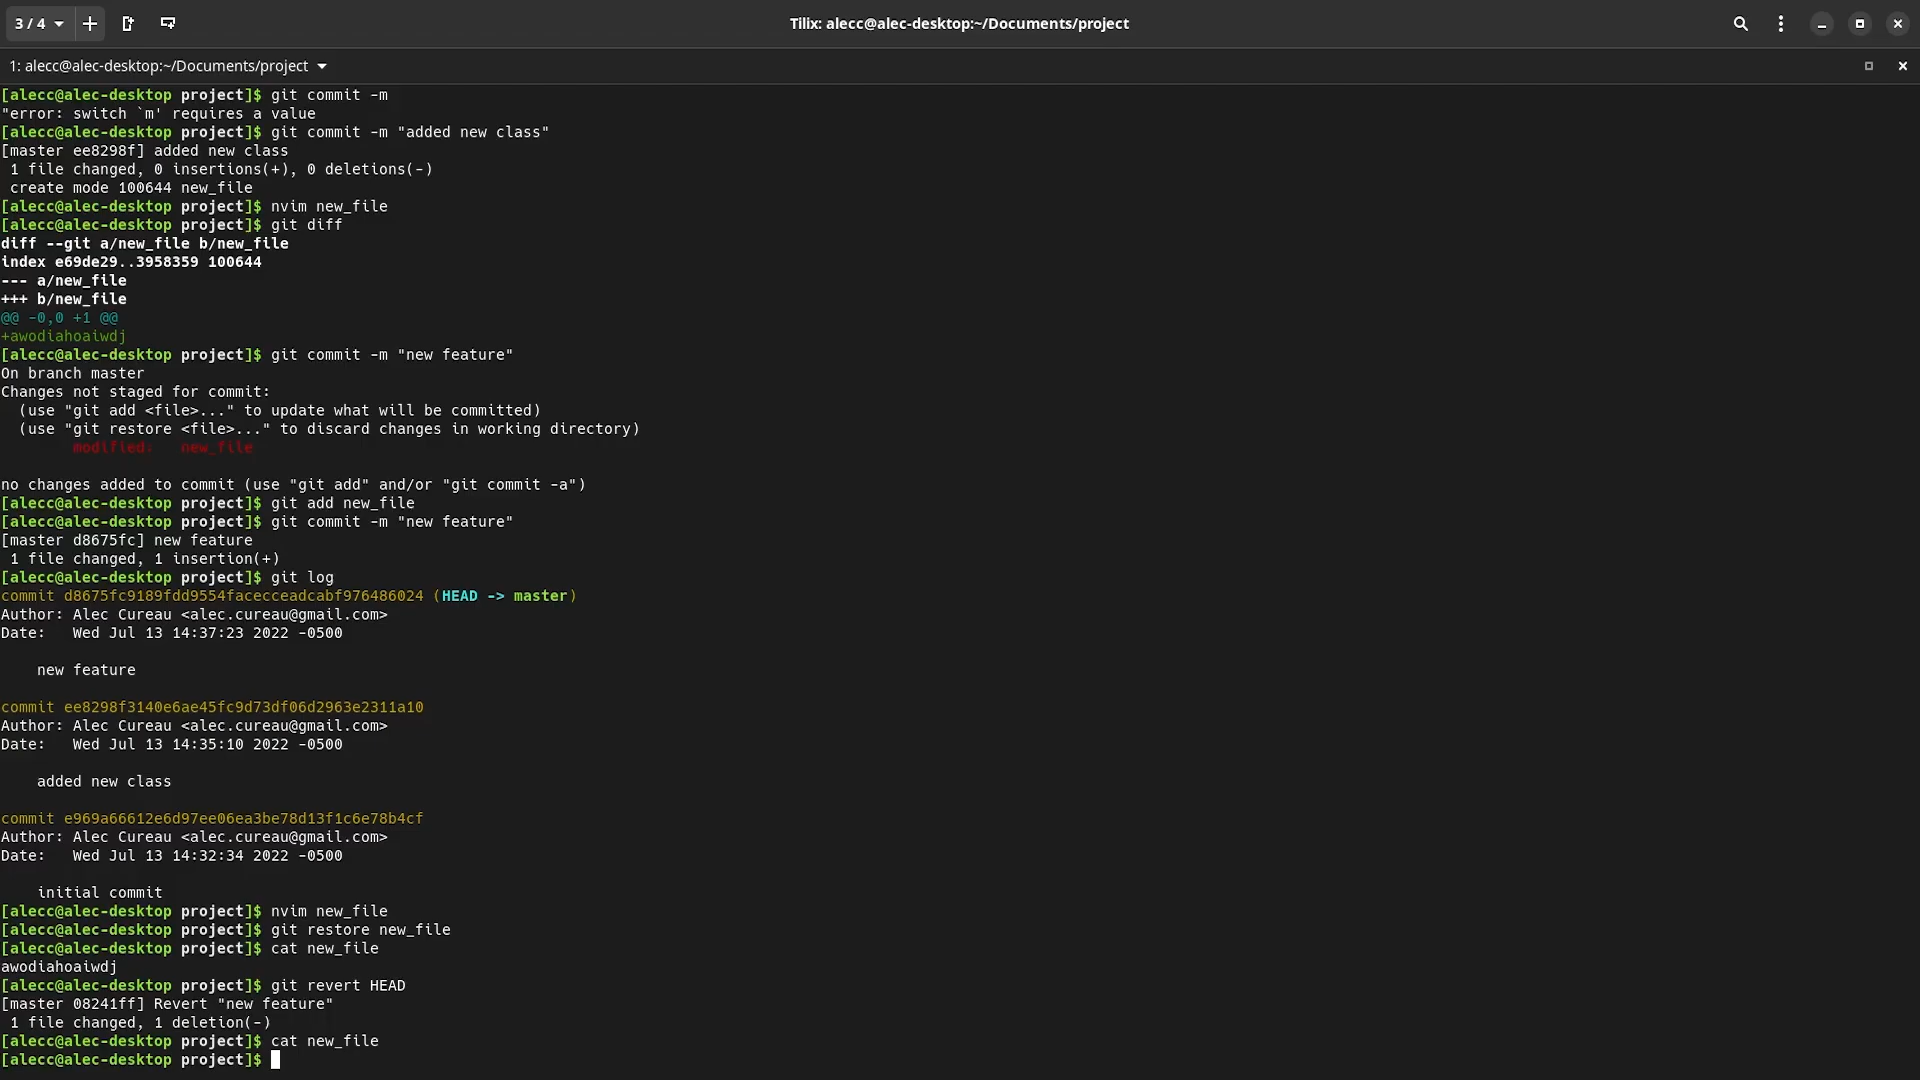 3 / 4
Tilix: alecc@alec-desktop:~/Documents/project
1: alecc@alec-desktop:~/Documents/project
[alecc@alec-desktop project]$ git commit -m
"error: switch `m' requires a value
[alecc@alec-desktop project]$ git commit -m "added new class"
[master ee8298f] added new class
 1 file changed, 0 insertions(+), 0 deletions(-)
 create mode 100644 new_file
[alecc@alec-desktop project]$ nvim new_file
[alecc@alec-desktop project]$ git diff
diff --git a/new_file b/new_file
index e69de29..3958359 100644
--- a/new_file
+++ b/new_file
@@ -0,0 +1 @@
+awodiahoaiwdj
[alecc@alec-desktop project]$ git commit -m "new feature"
On branch master
Changes not staged for commit:
  (use "git add <file>..." to update what will be committed)
  (use "git restore <file>..." to discard changes in working directory)
        modified:   new_file

no changes added to commit (use "git add" and/or "git commit -a")
[alecc@alec-desktop project]$ git add new_file
[alecc@alec-desktop project]$ git commit -m "new feature"
[master d8675fc] new feature
 1 file changed, 1 insertion(+)
[alecc@alec-desktop project]$ git log
commit d8675fc9189fdd9554facecceadcabf976486024 (HEAD -> master)
Author: Alec Cureau <alec.cureau@gmail.com>
Date:   Wed Jul 13 14:37:23 2022 -0500

    new feature

commit ee8298f3140e6ae45fc9d73df06d2963e2311a10
Author: Alec Cureau <alec.cureau@gmail.com>
Date:   Wed Jul 13 14:35:10 2022 -0500

    added new class

commit e969a66612e6d97ee06ea3be78d13f1c6e78b4cf
Author: Alec Cureau <alec.cureau@gmail.com>
Date:   Wed Jul 13 14:32:34 2022 -0500

    initial commit
[alecc@alec-desktop project]$ nvim new_file
[alecc@alec-desktop project]$ git restore new_file
[alecc@alec-desktop project]$ cat new_file
awodiahoaiwdj
[alecc@alec-desktop project]$ git revert HEAD
[master 08241ff] Revert "new feature"
 1 file changed, 1 deletion(-)
[alecc@alec-desktop project]$ cat new_file
[alecc@alec-desktop project]$